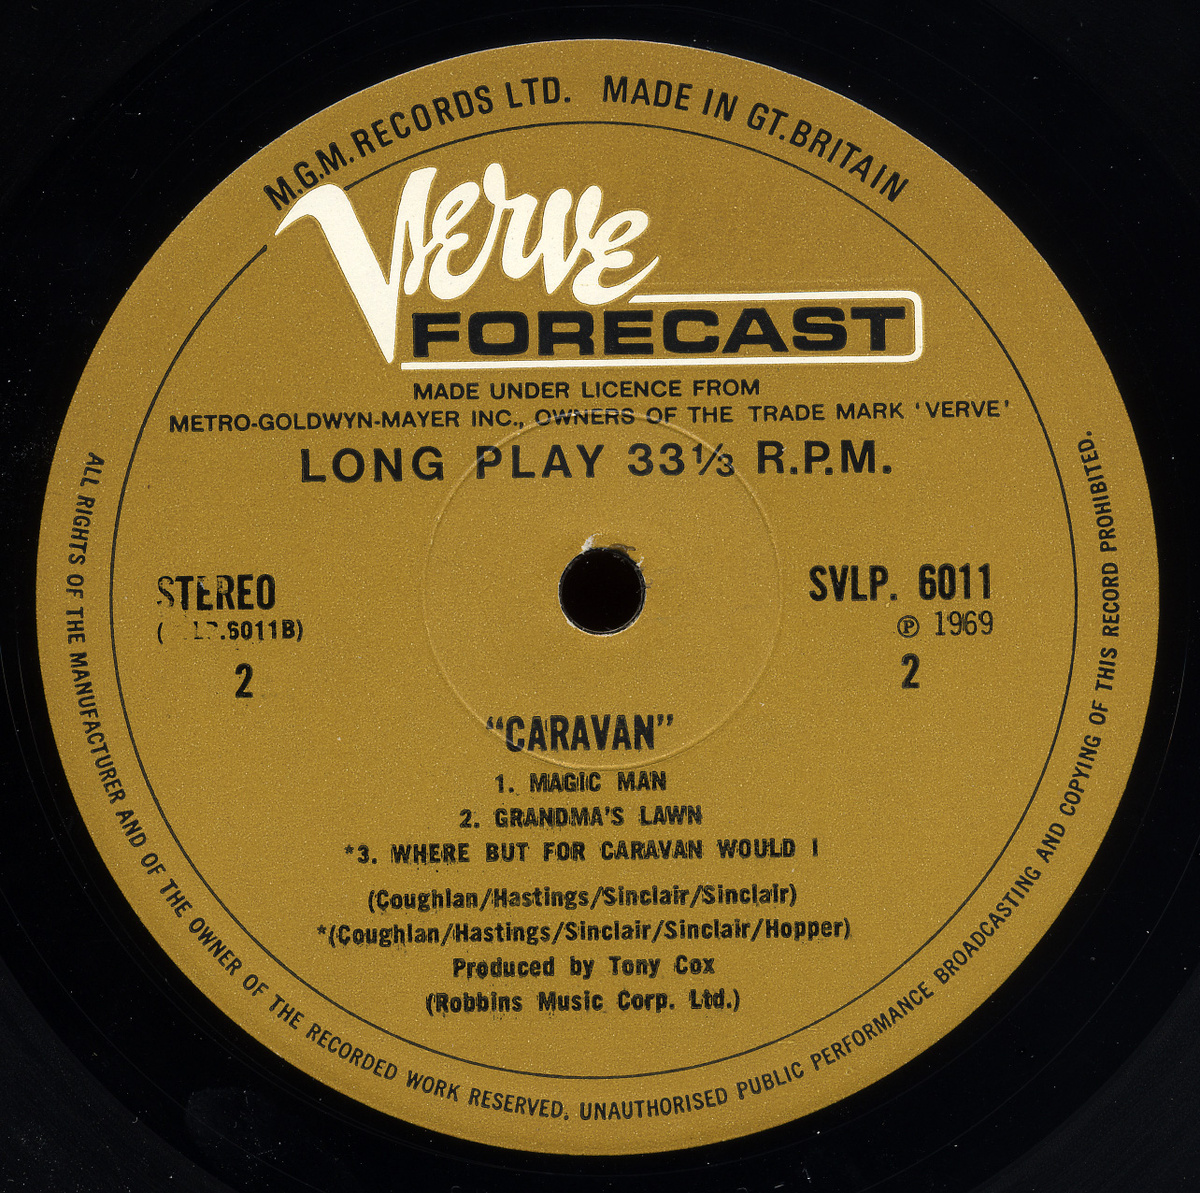 M.G.M. RECORDS LTD. MADE IN GT. BRITAIN
Verve
FORECAST
MADE UNDER LICENCE FROM
METRO-GOLDWYN-MAYER INC., OWNERS OF THE TRADE MARK 'VERVE'
LONG PLAY 33⅓ R.P.M.
STEREO
SVLP. 6011
( LP.6011B)
℗ 1969
2
2
"CARAVAN"
1. MAGIC MAN
2. GRANDMA'S LAWN
*3. WHERE BUT FOR CARAVAN WOULD I
(Coughlan/Hastings/Sinclair/Sinclair)
*(Coughlan/Hastings/Sinclair/Sinclair/Hopper)
Produced by Tony Cox
(Robbins Music Corp. Ltd.)
ALL RIGHTS OF THE MANUFACTURER AND OF THE OWNER OF THE RECORDED WORK RESERVED. UNAUTHORISED PUBLIC PERFORMANCE BROADCASTING AND COPYING OF THIS RECORD PROHIBITED.